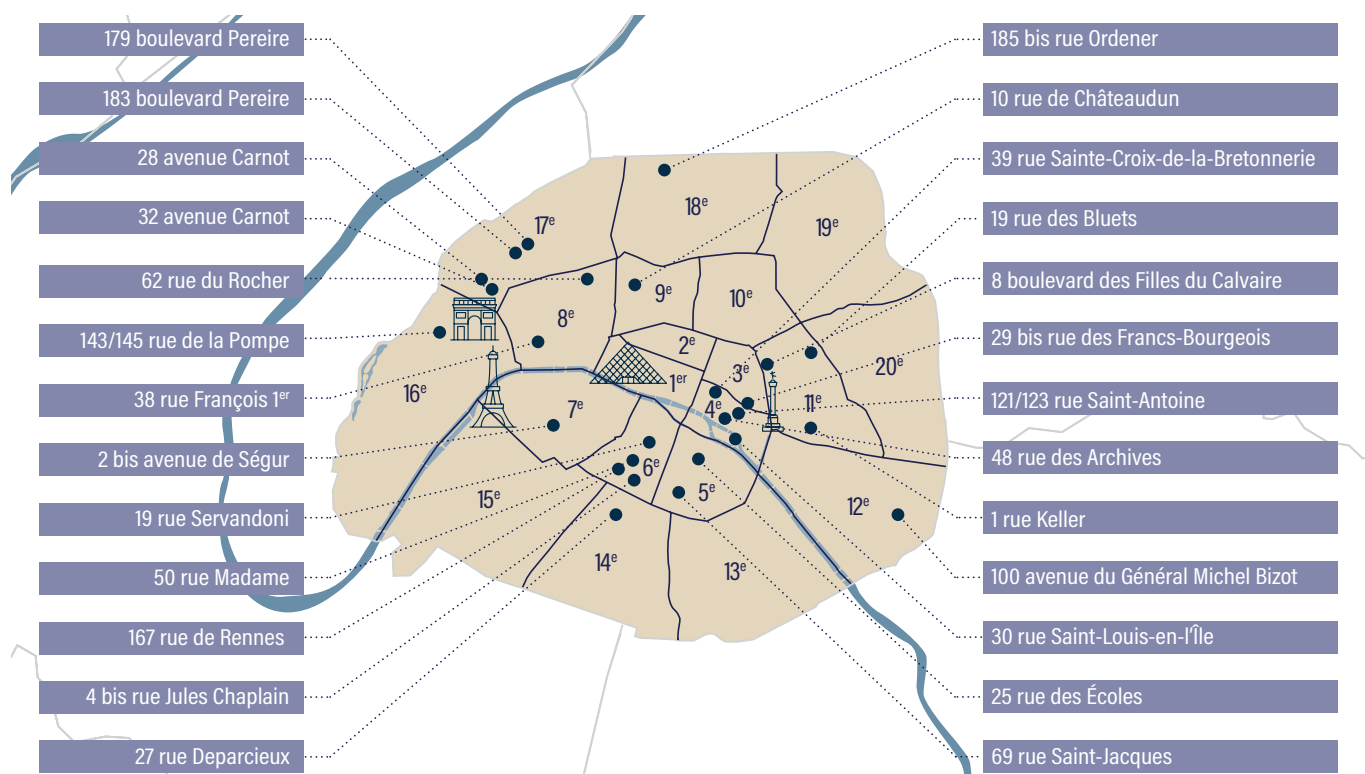 179 boulevard Pereire
183 boulevard Pereire
28 avenue Carnot
32 avenue Carnot
62 rue du Rocher
143/145 rue de la Pompe
38 rue François 1er
2 bis avenue de Ségur
19 rue Servandoni
50 rue Madame
167 rue de Rennes
4 bis rue Jules Chaplain
27 rue Deparcieux
18e
17e
19e
9e
10e
8e
2e
3e
20e
1er
16e
7e
4e
11e
6e
5e
15e
12e
14e
13e
185 bis rue Ordener
10 rue de Châteaudun
39 rue Sainte-Croix-de-la-Bretonnerie
19 rue des Bluets
8 boulevard des Filles du Calvaire
29 bis rue des Francs-Bourgeois
121/123 rue Saint-Antoine
48 rue des Archives
1 rue Keller
100 avenue du Général Michel Bizot
30 rue Saint-Louis-en-l'Île
25 rue des Écoles
69 rue Saint-Jacques